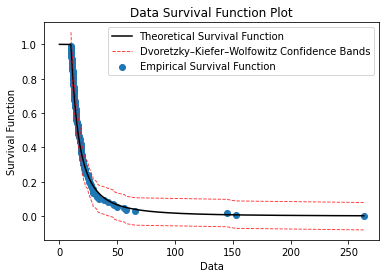 Data Survival Function Plot
Theoretical Survival Function
Dvoretzky–Kiefer–Wolfowitz Confidence Bands
Empirical Survival Function
Survival Function
1.0
0.8
0.6
0.4
0.2
0.0
0 50 100 150 200 250
Data